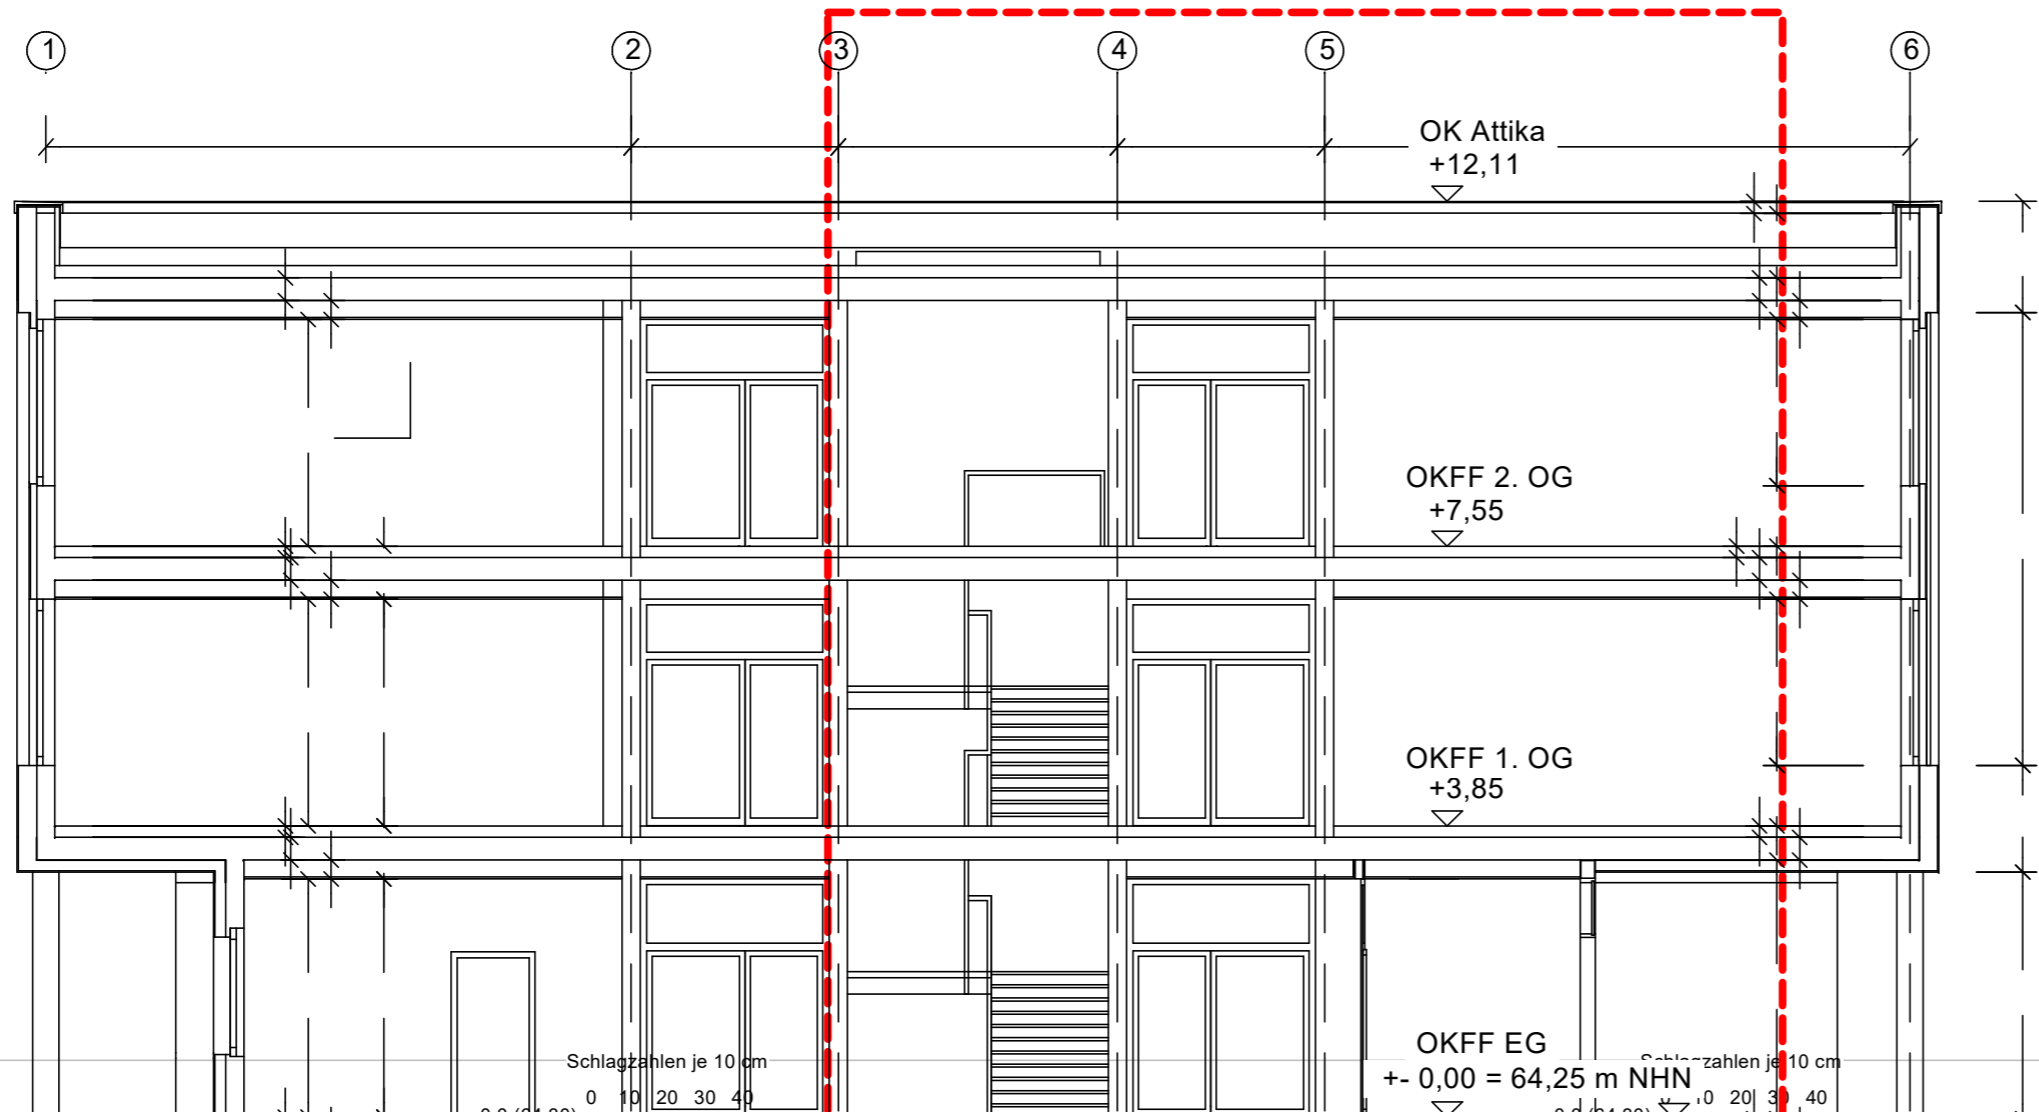 1 2 3 4 5 6
OK Attika
+12,11
OKFF 2. OG
+7,55
OKFF 1. OG
+3,85
OKFF EG
+- 0,00 = 64,25 m NHN
Schlagzahlen je 10 cm
0 10 20 30 40
Schlagzahlen je 10 cm
0 20 30 40